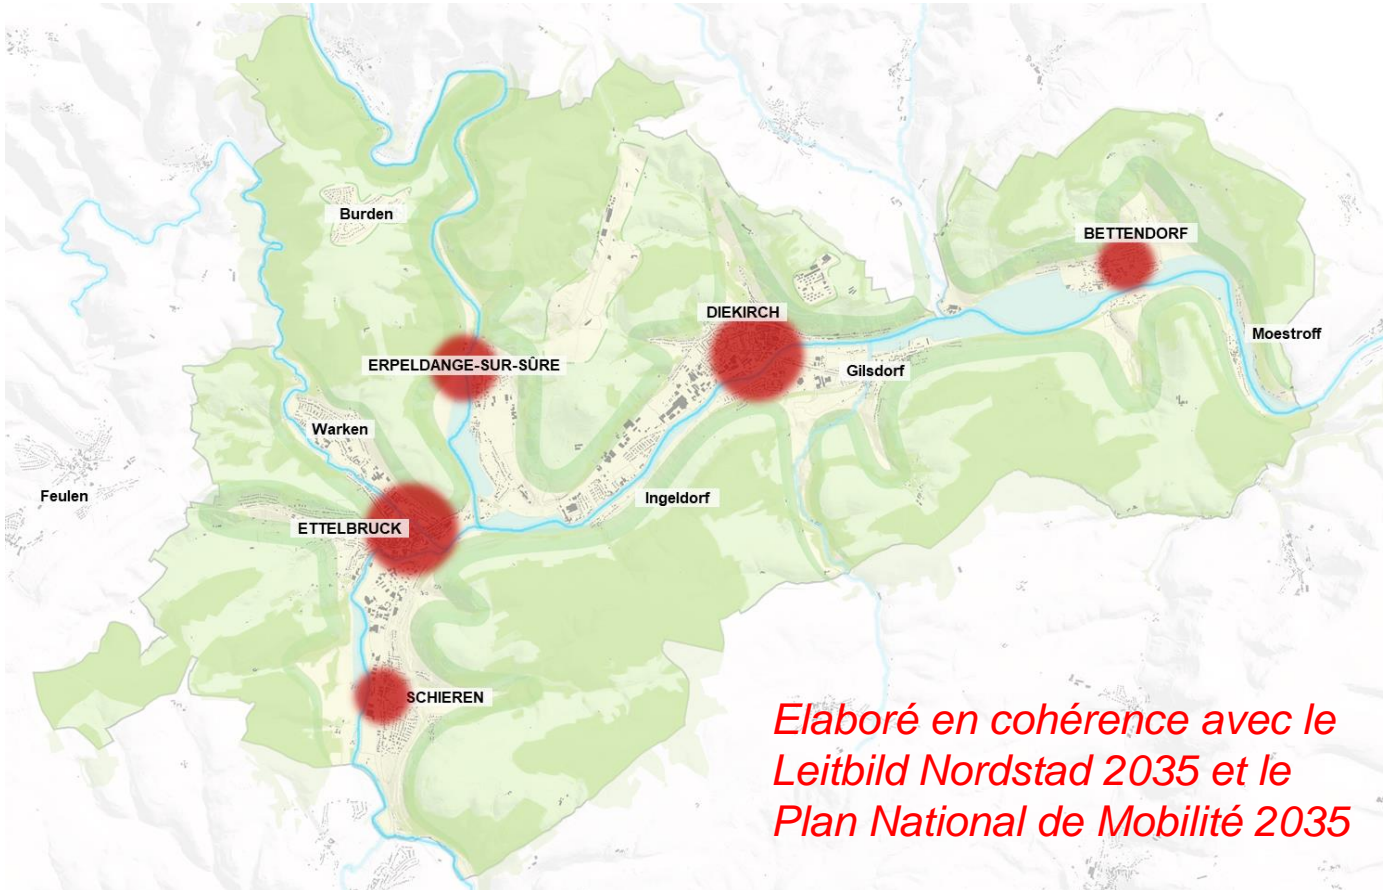 Burden
BETTENDORF
DIEKIRCH
Moestroff
ERPELDANGE-SUR-SÛRE
Gilsdorf
Warken
Feulen
Ingeldorf
ETTELBRUCK
SCHIEREN
Elaboré en cohérence avec le
Leitbild Nordstad 2035 et le
Plan National de Mobilité 2035